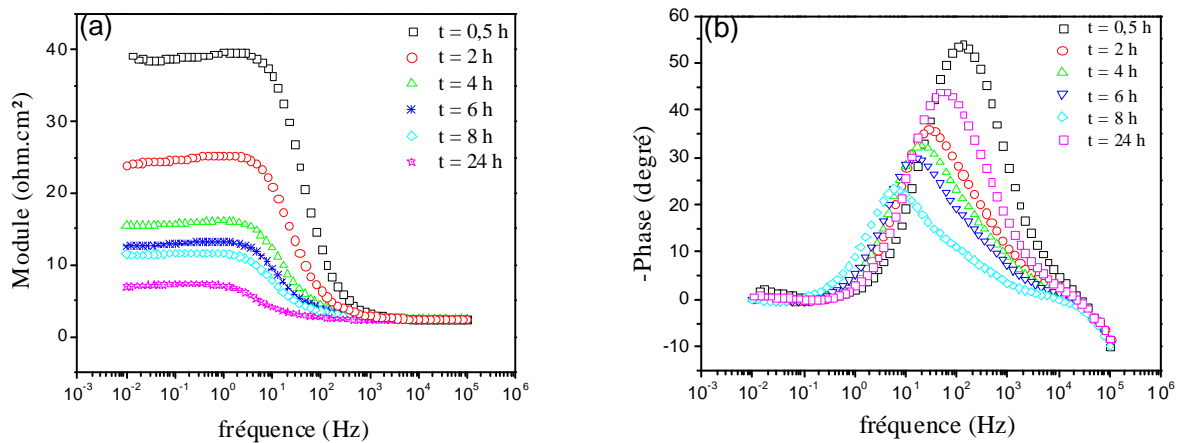 (a)
t = 0,5 h
t = 2 h
t = 4 h
t = 6 h
t = 8 h
t = 24 h
Module (ohm.cm²)
40
30
20
10
0
10⁻³ 10⁻² 10⁻¹ 10⁰ 10¹ 10² 10³ 10⁴ 10⁵ 10⁶
fréquence (Hz)
(b)
t = 0,5 h
t = 2 h
t = 4 h
t = 6 h
t = 8 h
t = 24 h
-Phase (degré)
60
50
40
30
20
10
0
-10
10⁻³ 10⁻² 10⁻¹ 10⁰ 10¹ 10² 10³ 10⁴ 10⁵ 10⁶
fréquence (Hz)